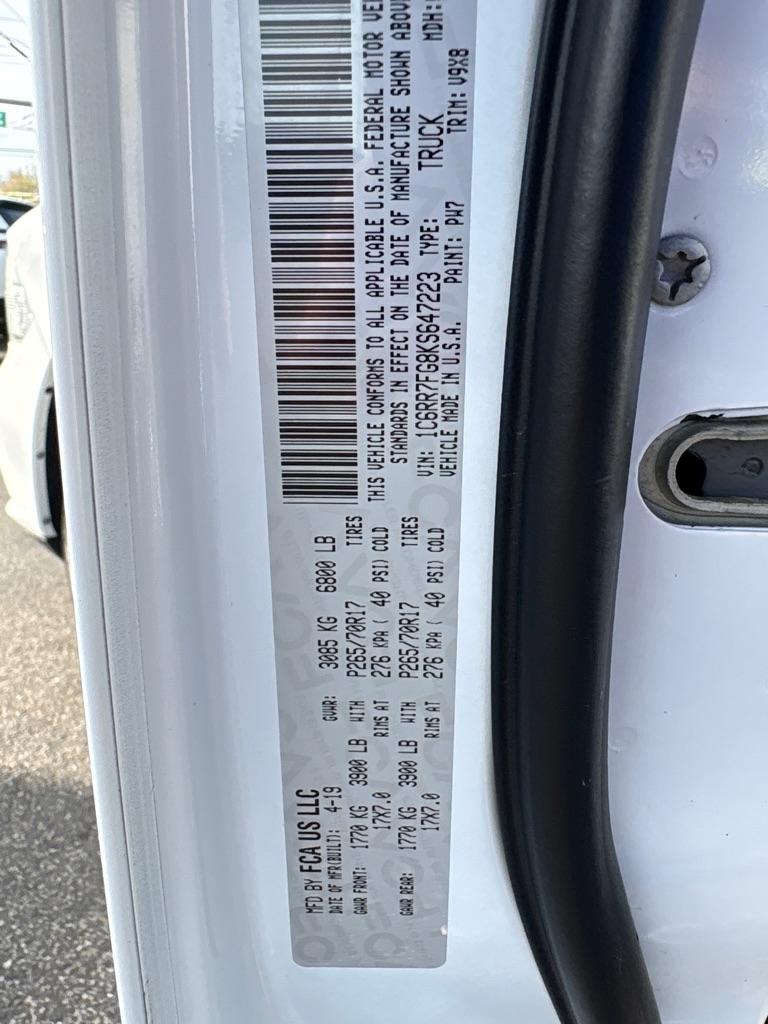 MFD BY FCA US LLC
DATE OF MFR(BUILT): 4-19 GVWR: 3085 KG 6800 LB
GAWR FRONT: 1770 KG 3900 LB WITH P265/70R17 TIRES
17X7.0 RIMS AT 276 KPA ( 40 PSI) COLD
GAWR REAR: 1770 KG 3900 LB WITH P265/70R17 TIRES
17X7.0 RIMS AT 276 KPA ( 40 PSI) COLD
THIS VEHICLE CONFORMS TO ALL APPLICABLE U.S.A. FEDERAL MOTOR
STANDARDS IN EFFECT ON THE DATE OF MANUFACTURE SHOWN ABOVE
VIN: 1C6RR7FG8KS647223 TYPE: TRUCK MDH:
VEHICLE MADE IN U.S.A. PAINT: PW7 TRIM: V9X8